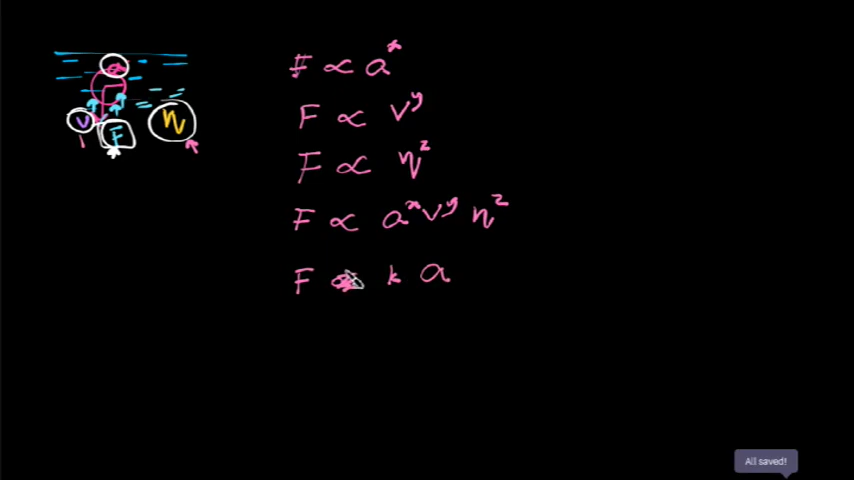 a
v F η
F ∝ a^x
F ∝ v^y
F ∝ η^z
F ∝ a^x v^y η^z
F k a
All saved!